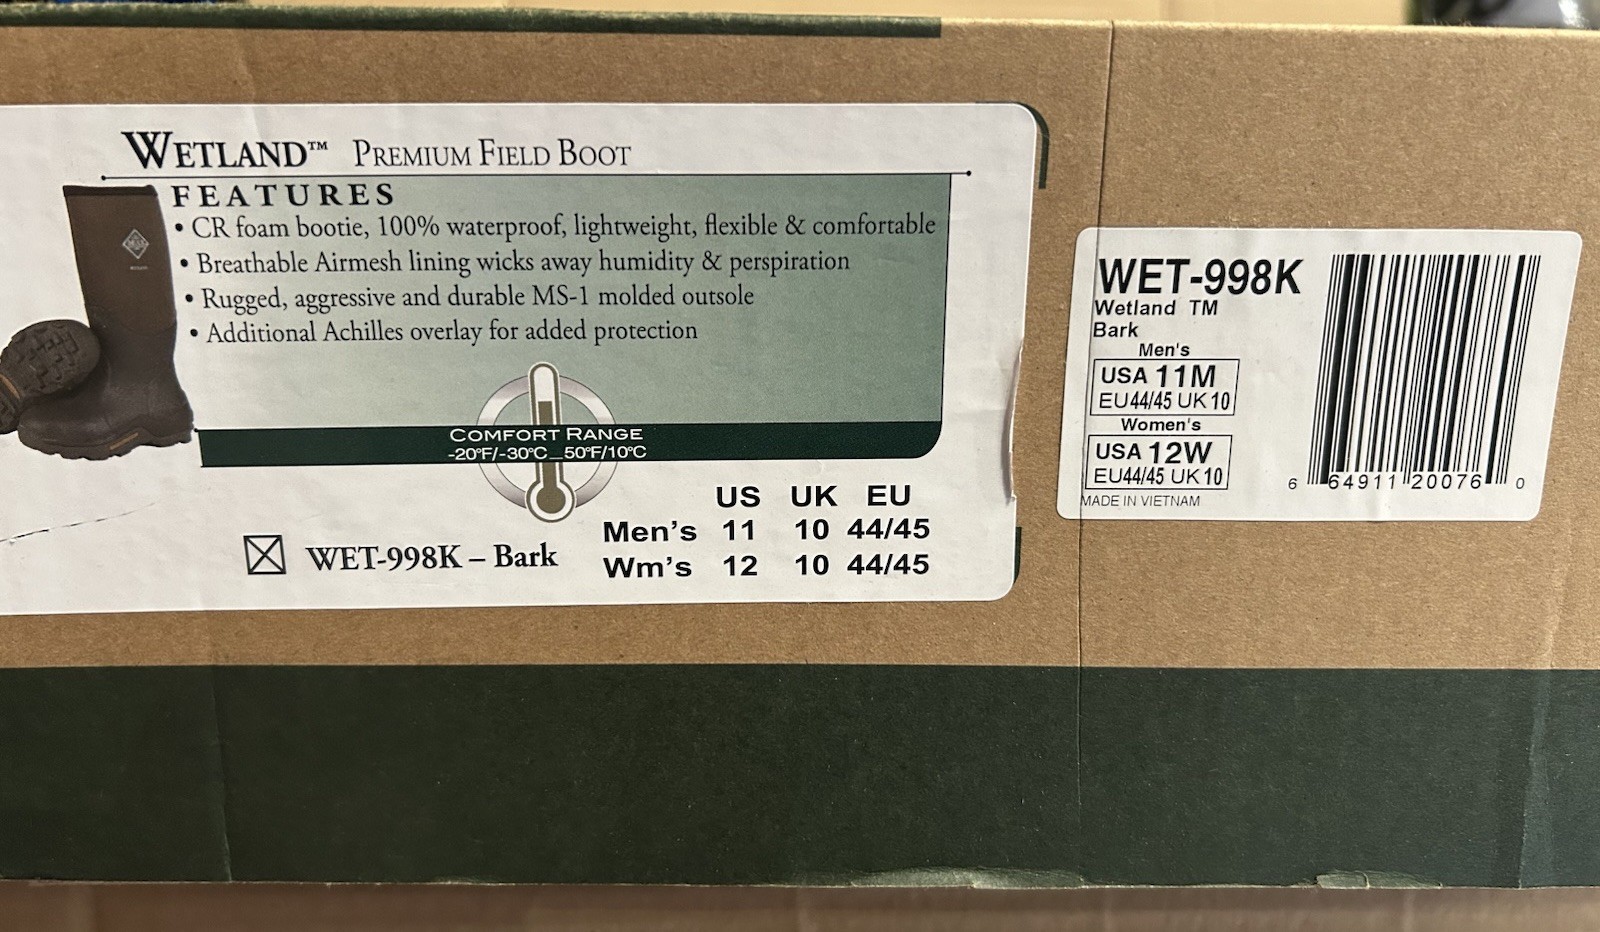 WETLAND™ PREMIUM FIELD BOOT
FEATURES
• CR foam bootie, 100% waterproof, lightweight, flexible & comfortable
• Breathable Airmesh lining wicks away humidity & perspiration
• Rugged, aggressive and durable MS-1 molded outsole
• Additional Achilles overlay for added protection
COMFORT RANGE
-20°F/-30°C_50°F/10°C
US UK EU
Men's 11 10 44/45
Wm's 12 10 44/45
WET-998K – Bark
WET-998K
Wetland TM
Bark
Men's
USA 11M
EU44/45 UK10
Women's
USA 12W
EU44/45 UK10
MADE IN VIETNAM
6 64911 20076 0